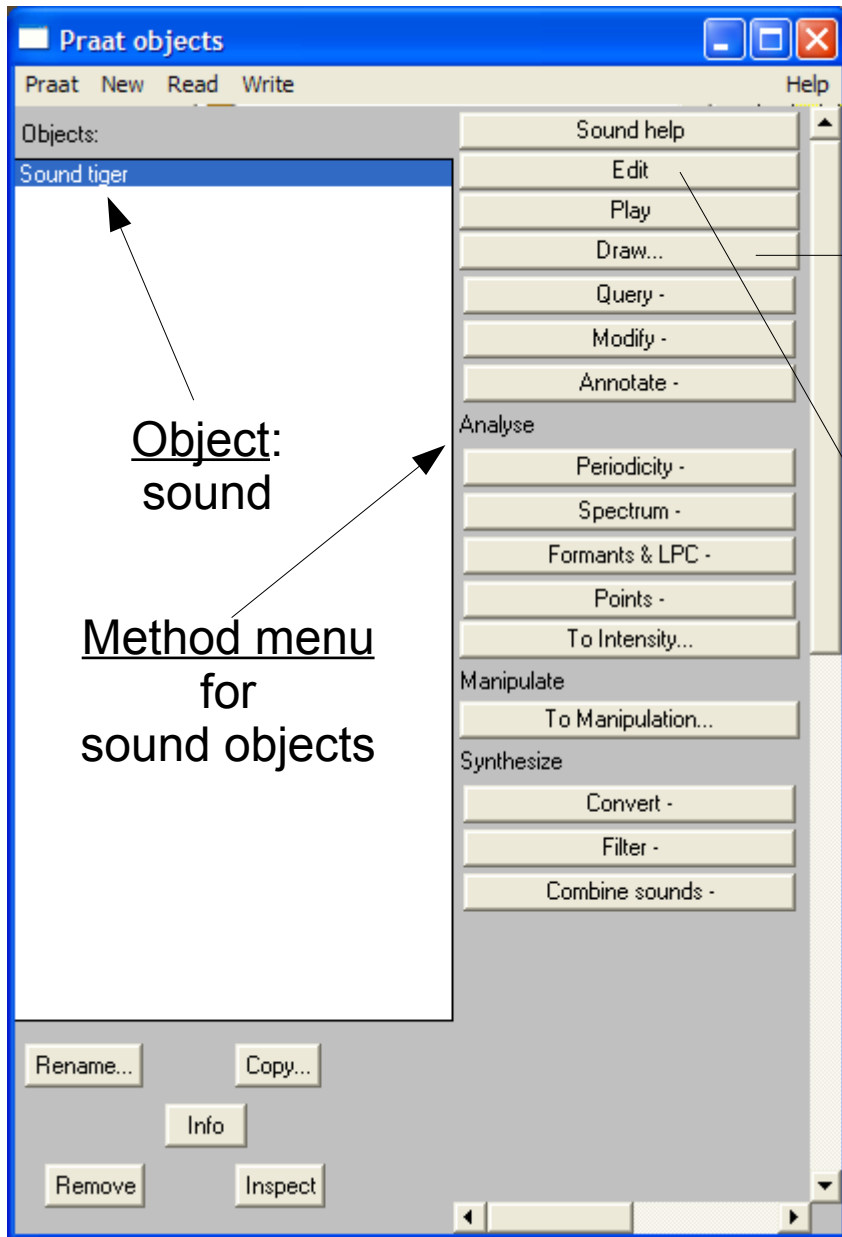 Praat objects
Praat New Read Write Help
Objects:
Sound tiger
Object:
sound
Method menu
for
sound objects
Sound help
Edit
Play
Draw...
Query -
Modify -
Annotate -
Analyse
Periodicity -
Spectrum -
Formants & LPC -
Points -
To Intensity...
Manipulate
To Manipulation...
Synthesize
Convert -
Filter -
Combine sounds -
Rename... Copy...
Info
Remove Inspect